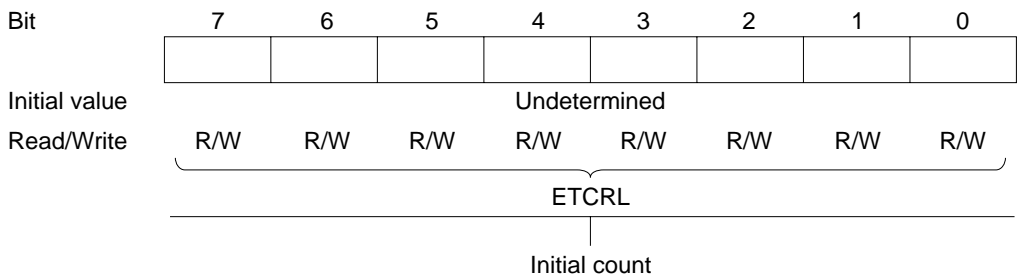 Bit 7 6 5 4 3 2 1 0
Initial value Undetermined
Read/Write R/W R/W R/W R/W R/W R/W R/W R/W
ETCRL
Initial count